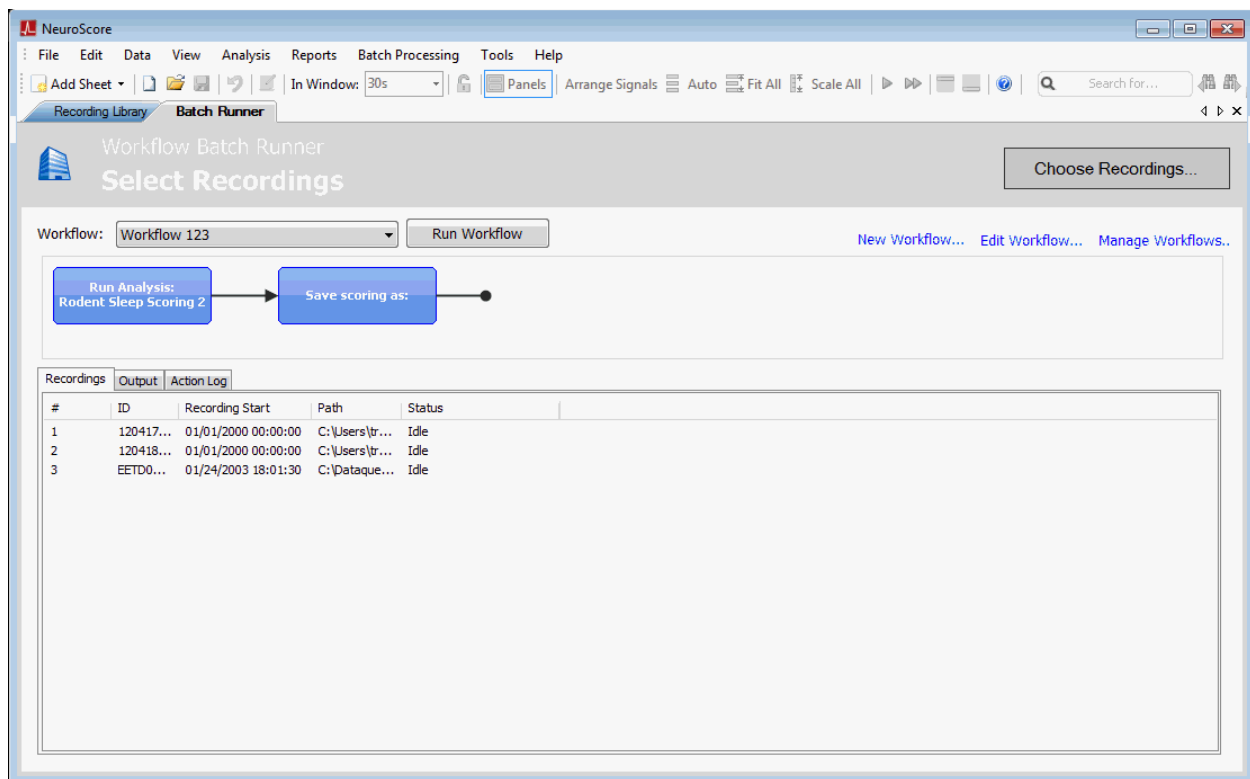 NeuroScore
File Edit Data View Analysis Reports Batch Processing Tools Help
Add Sheet In Window: 30s Panels Arrange Signals Auto Fit All Scale All Search for...
Recording Library Batch Runner
Workflow Batch Runner
Select Recordings
Choose Recordings...
Workflow: Workflow 123 Run Workflow New Workflow... Edit Workflow... Manage Workflows..
Run Analysis:
Rodent Sleep Scoring 2
Save scoring as:
Recordings Output Action Log
# ID Recording Start Path Status
1 120417... 01/01/2000 00:00:00 C:\Users\tr... Idle
2 120418... 01/01/2000 00:00:00 C:\Users\tr... Idle
3 EETD0... 01/24/2003 18:01:30 C:\Dataque... Idle